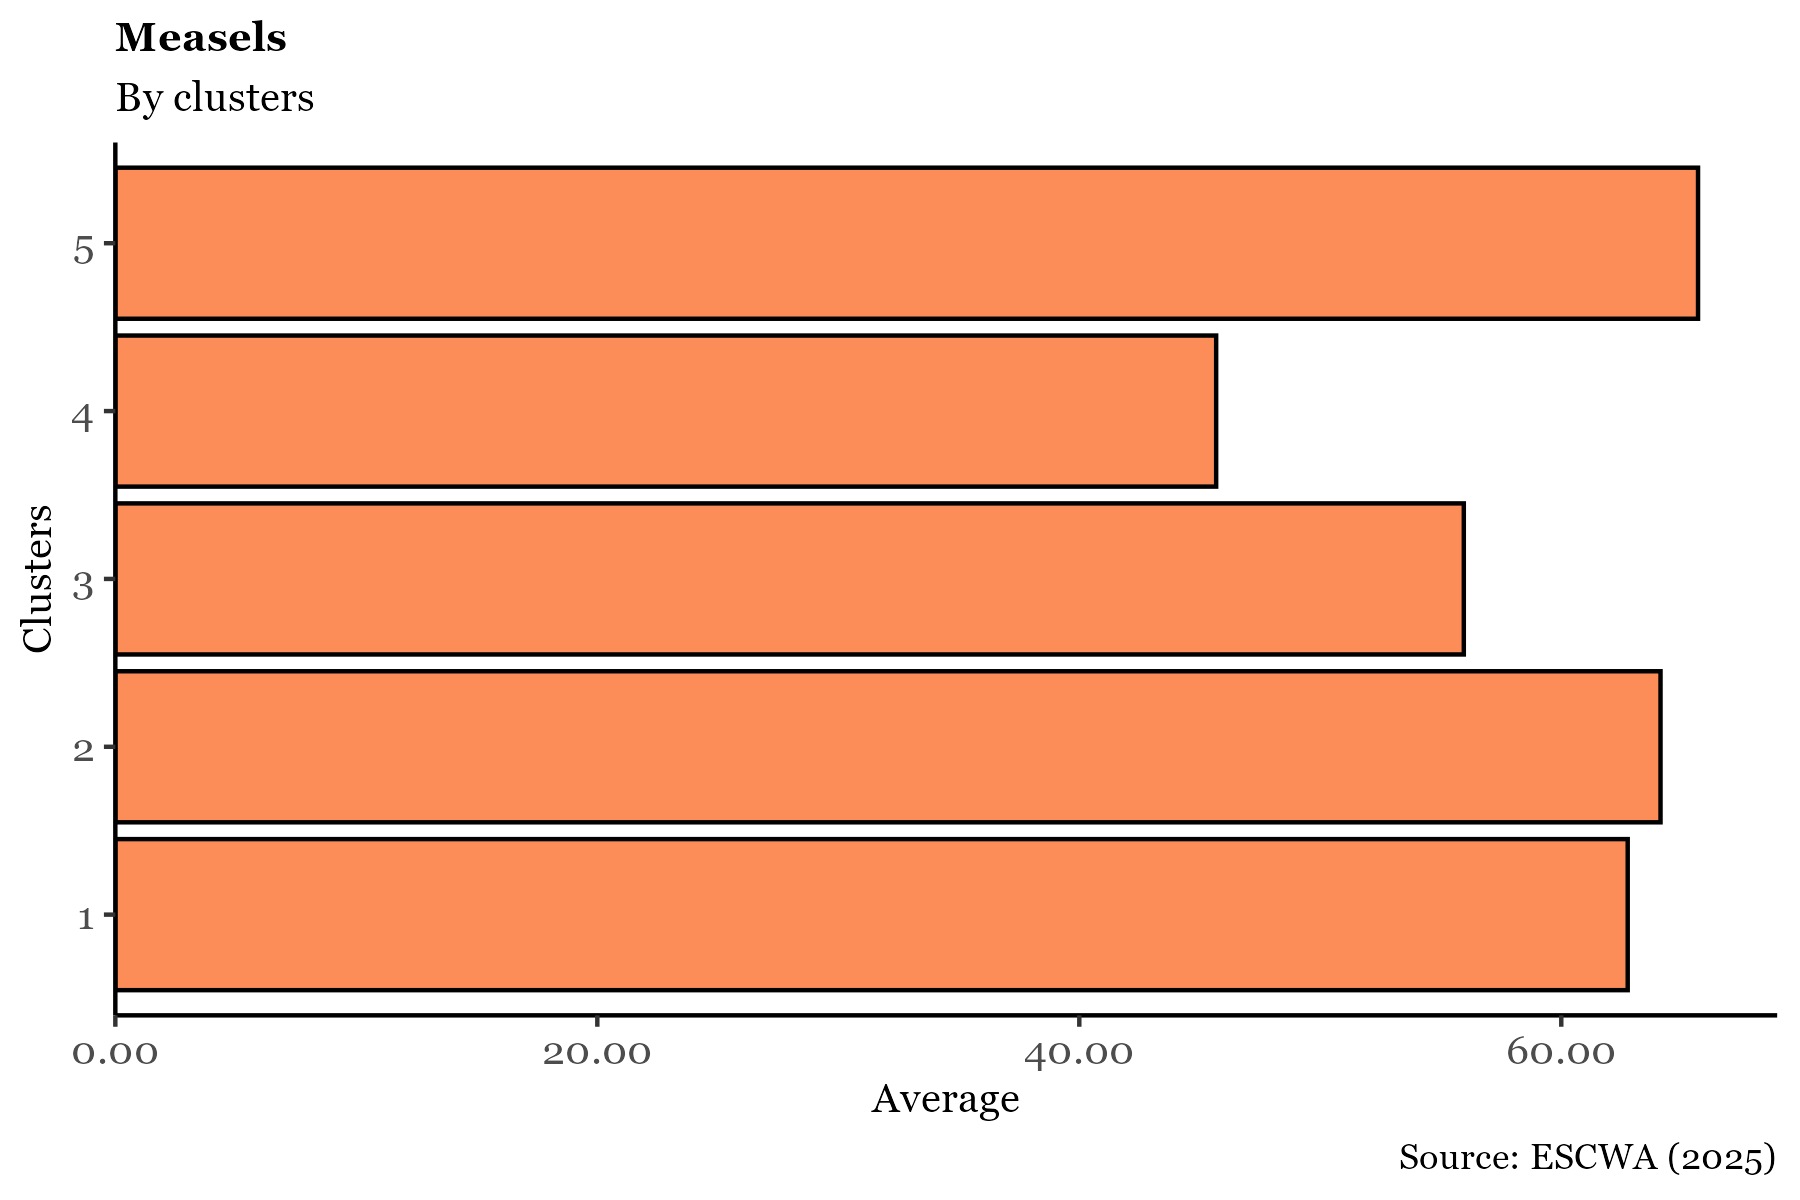 Measels
By clusters
5
4
3
2
1
Clusters
0.00 20.00 40.00 60.00
Average
Source: ESCWA (2025)